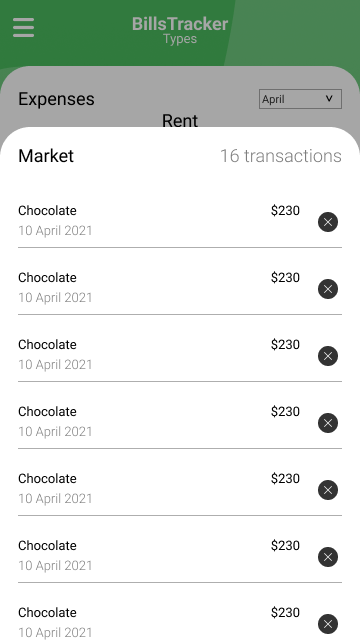 BillsTracker
Types
Expenses
April
Rent
Market
16 transactions
Chocolate
$230
10 April 2021
Chocolate
$230
10 April 2021
Chocolate
$230
10 April 2021
Chocolate
$230
10 April 2021
Chocolate
$230
10 April 2021
Chocolate
$230
10 April 2021
Chocolate
$230
10 April 2021